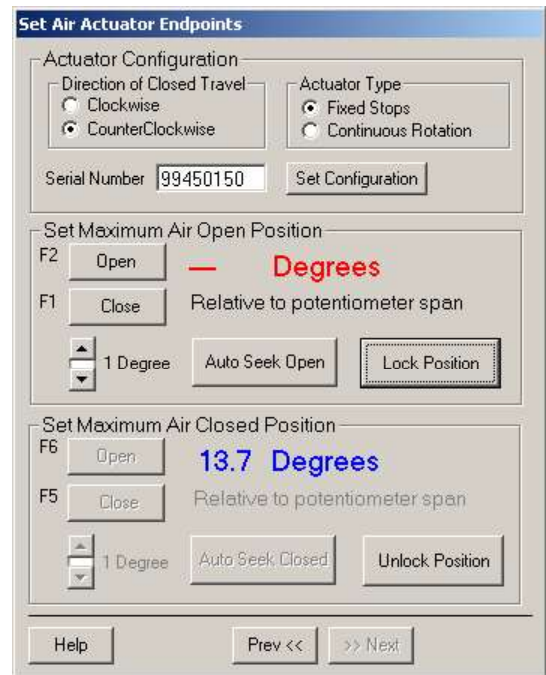 Set Air Actuator Endpoints
Actuator Configuration
Direction of Closed Travel
Clockwise
CounterClockwise
Actuator Type
Fixed Stops
Continuous Rotation
Serial Number 99450150 Set Configuration
Set Maximum Air Open Position
F2 Open — Degrees
F1 Close Relative to potentiometer span
1 Degree Auto Seek Open Lock Position
Set Maximum Air Closed Position
F6 Open 13.7 Degrees
F5 Close Relative to potentiometer span
1 Degree Auto Seek Closed Unlock Position
Help Prev << >> Next